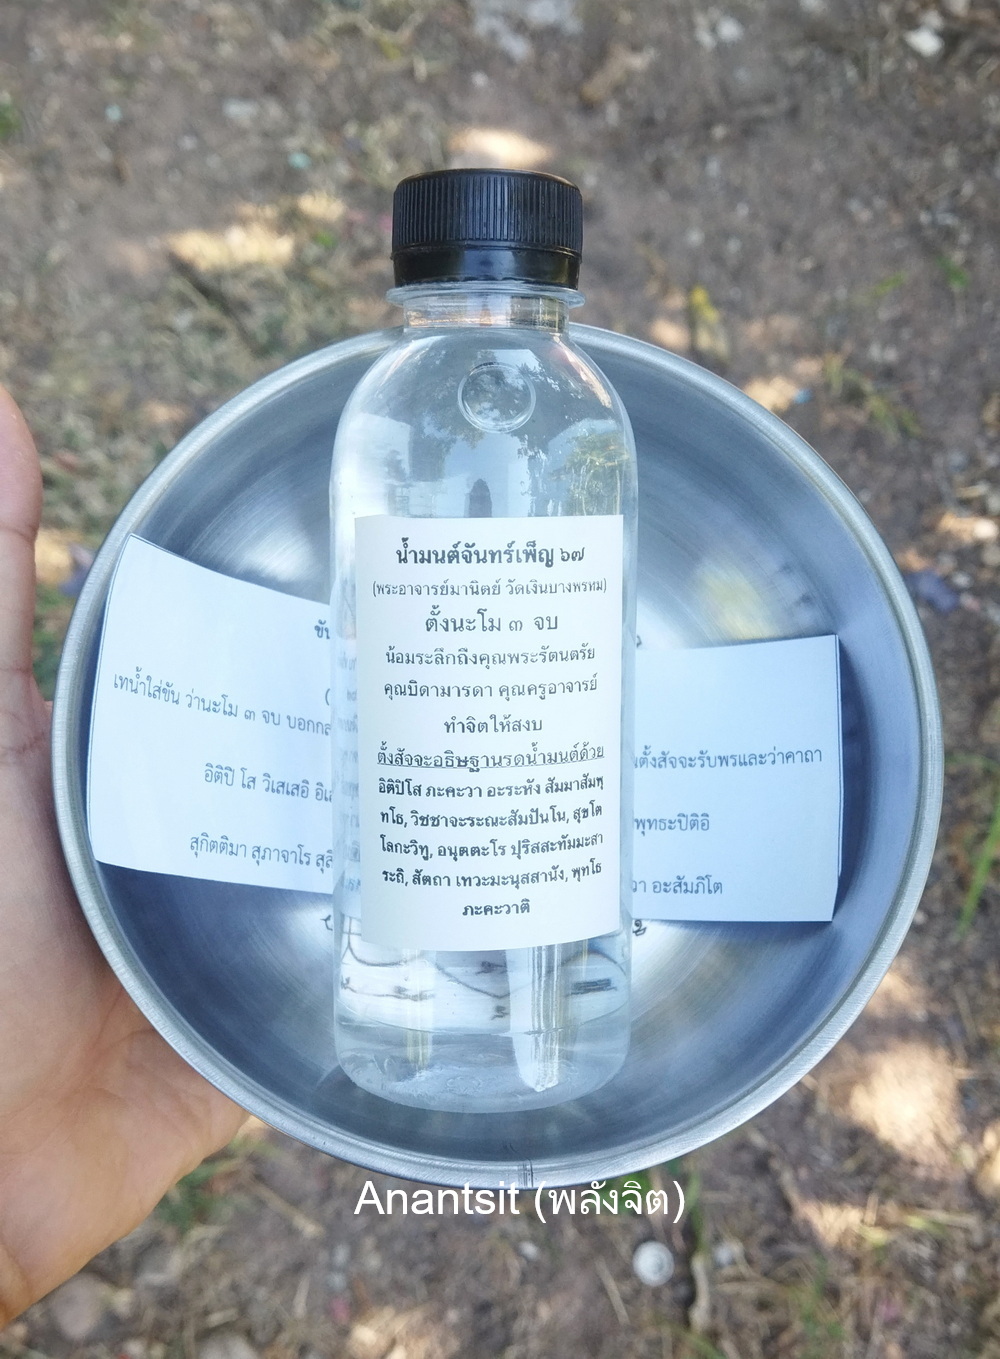 น้ำมนต์จันทร์เพ็ญ ๖๗
(พระอาจารย์มานิตย์ วัดเงินบางพรหม)
ตั้งนะโม ๓ จบ
น้อมระลึกถึงคุณพระรัตนตรัย
คุณบิดามารดา คุณครูอาจารย์
ทำจิตให้สงบ
ตั้งสัจจะอธิษฐานรดน้ำมนต์ด้วย
อิติปิโส ภะคะวา อะระหัง สัมมาสัมพุ
ทโธ, วิชชาจะระณะสัมปันโน, สุขโต
โลกะวิทู, อนุตตะโร ปุริสสะทัมมะสา
ระถิ, สัตถา เทวะมะนุสสานัง, พุทโธ
ภะคะวาติ
เทน้ำใส่ขัน ว่านะโม ๓ จบ
อิติปิ โส วิเสเสอิ
สุกิตติมา สุภาจาโร
ตั้งสัจจะรับพรและว่าคาถา
พุทธะปิติอิ
วา อะสัมภิโต
Anantsit (พลังจิต)